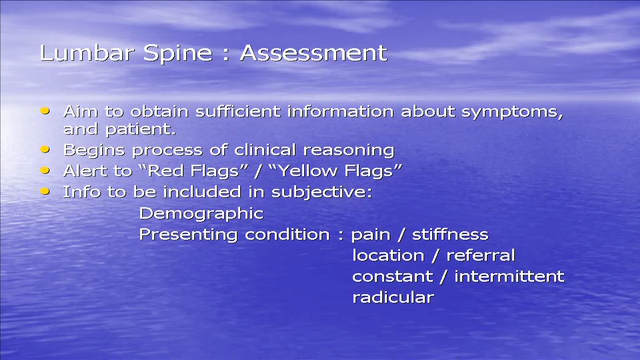 Lumbar Spine : Assessment
• Aim to obtain sufficient information about symptoms,
and patient.
• Begins process of clinical reasoning
• Alert to “Red Flags” / “Yellow Flags”
• Info to be included in subjective:
Demographic
Presenting condition : pain / stiffness
location / referral
constant / intermittent
radicular